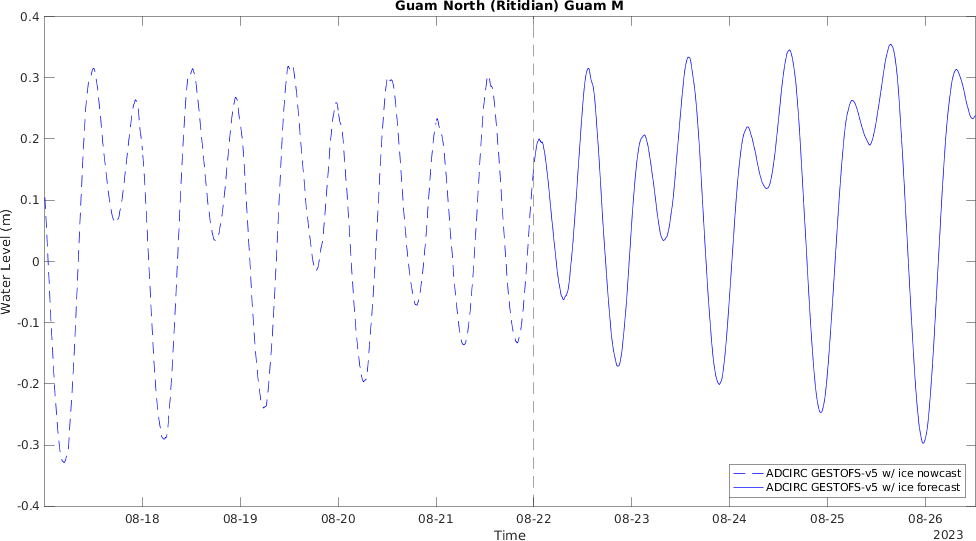 Guam North (Ritidian) Guam M
0.4
0.3
0.2
0.1
0
-0.1
-0.2
-0.3
-0.4
Water Level (m)
ADCIRC GESTOFS-v5 w/ ice nowcast
ADCIRC GESTOFS-v5 w/ ice forecast
08-18 08-19 08-20 08-21 08-22 08-23 08-24 08-25 08-26
Time
2023